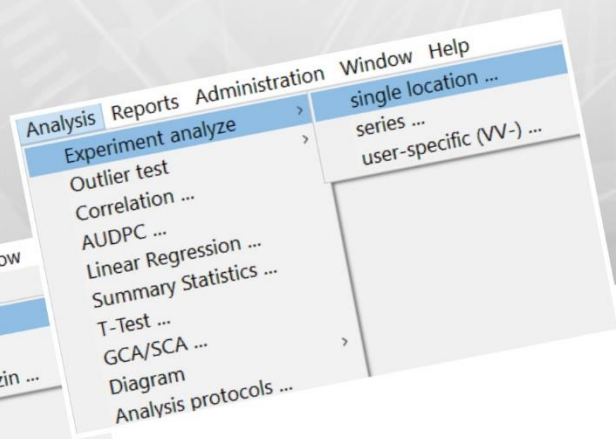 Analysis Reports Administration Window Help
Experiment analyze
single location ...
series ...
user-specific (VV-) ...
Outlier test
Correlation ...
AUDPC ...
Linear Regression ...
Summary Statistics ...
T-Test ...
GCA/SCA ...
Diagram
Analysis protocols ...